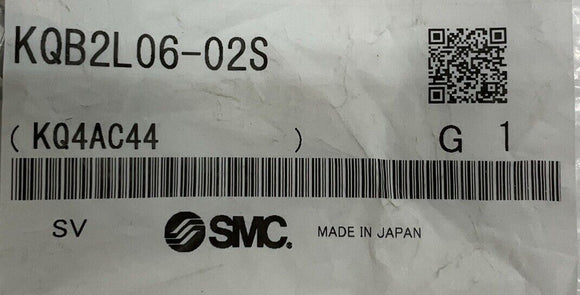 KQB2L06-02S
( KQ4AC44 ) G 1
SV SMC. MADE IN JAPAN